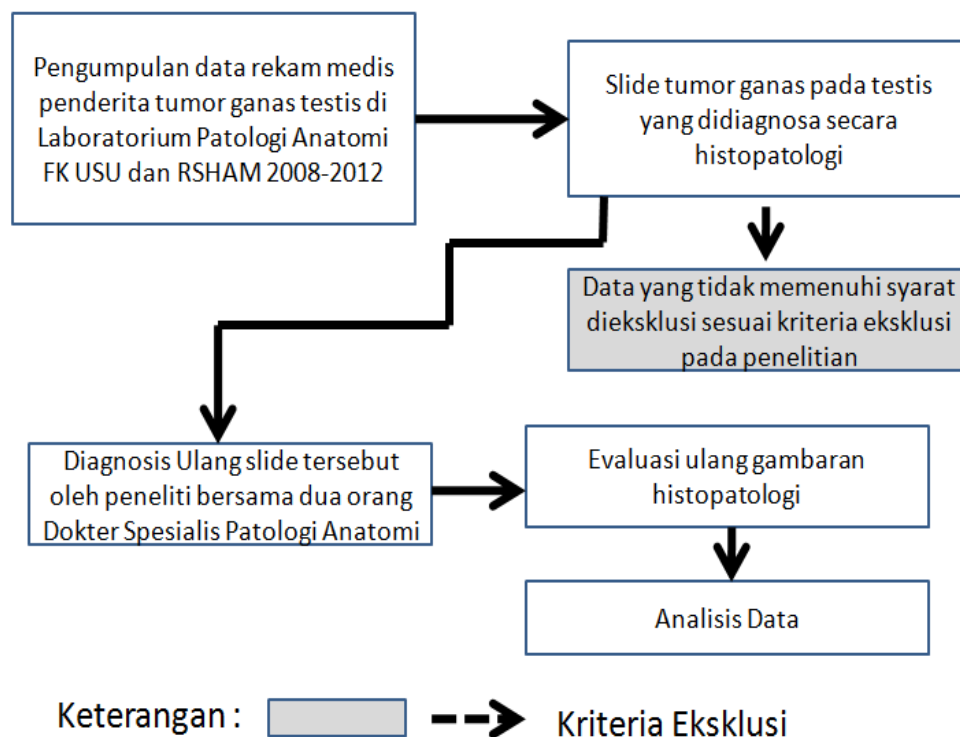 Pengumpulan data rekam medis
penderita tumor ganas testis di
Laboratorium Patologi Anatomi
FK USU dan RSHAM 2008-2012
Slide tumor ganas pada testis
yang didiagnosa secara
histopatologi
Data yang tidak memenuhi syarat
dieksklusi sesuai kriteria eksklusi
pada penelitian
Diagnosis Ulang slide tersebut
oleh peneliti bersama dua orang
Dokter Spesialis Patologi Anatomi
Evaluasi ulang gambaran
histopatologi
Analisis Data
Keterangan : Kriteria Eksklusi